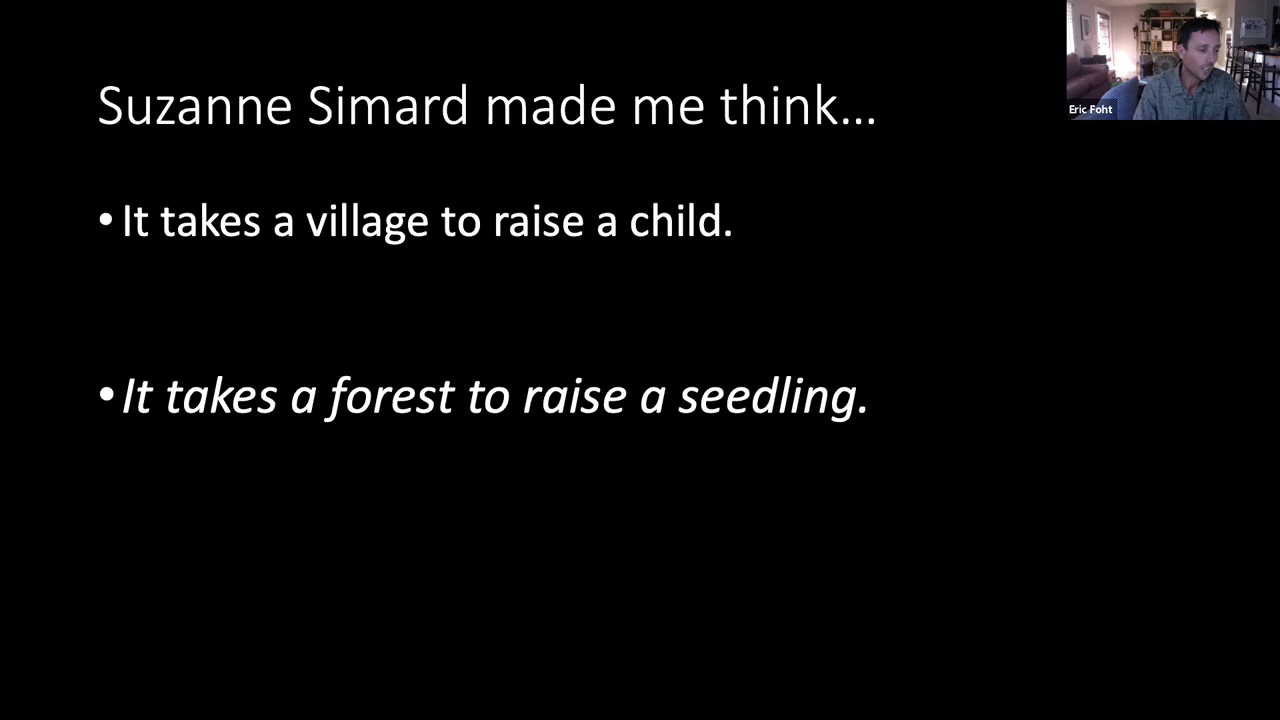 Suzanne Simard made me think…
• It takes a village to raise a child.
• It takes a forest to raise a seedling.
Eric Foht